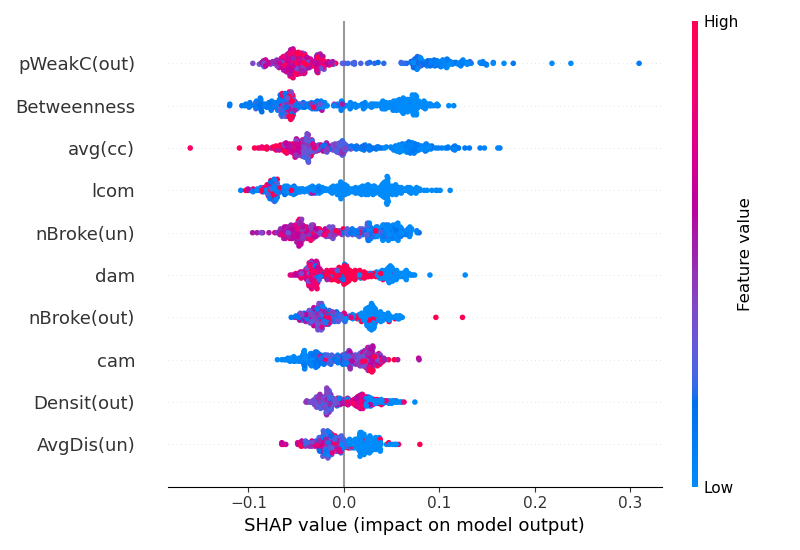 High
pWeakC(out)
Betweenness
avg(cc)
lcom
nBroke(un)
dam
nBroke(out)
cam
Densit(out)
AvgDis(un)
Feature value
Low
−0.1 0.0 0.1 0.2 0.3
SHAP value (impact on model output)